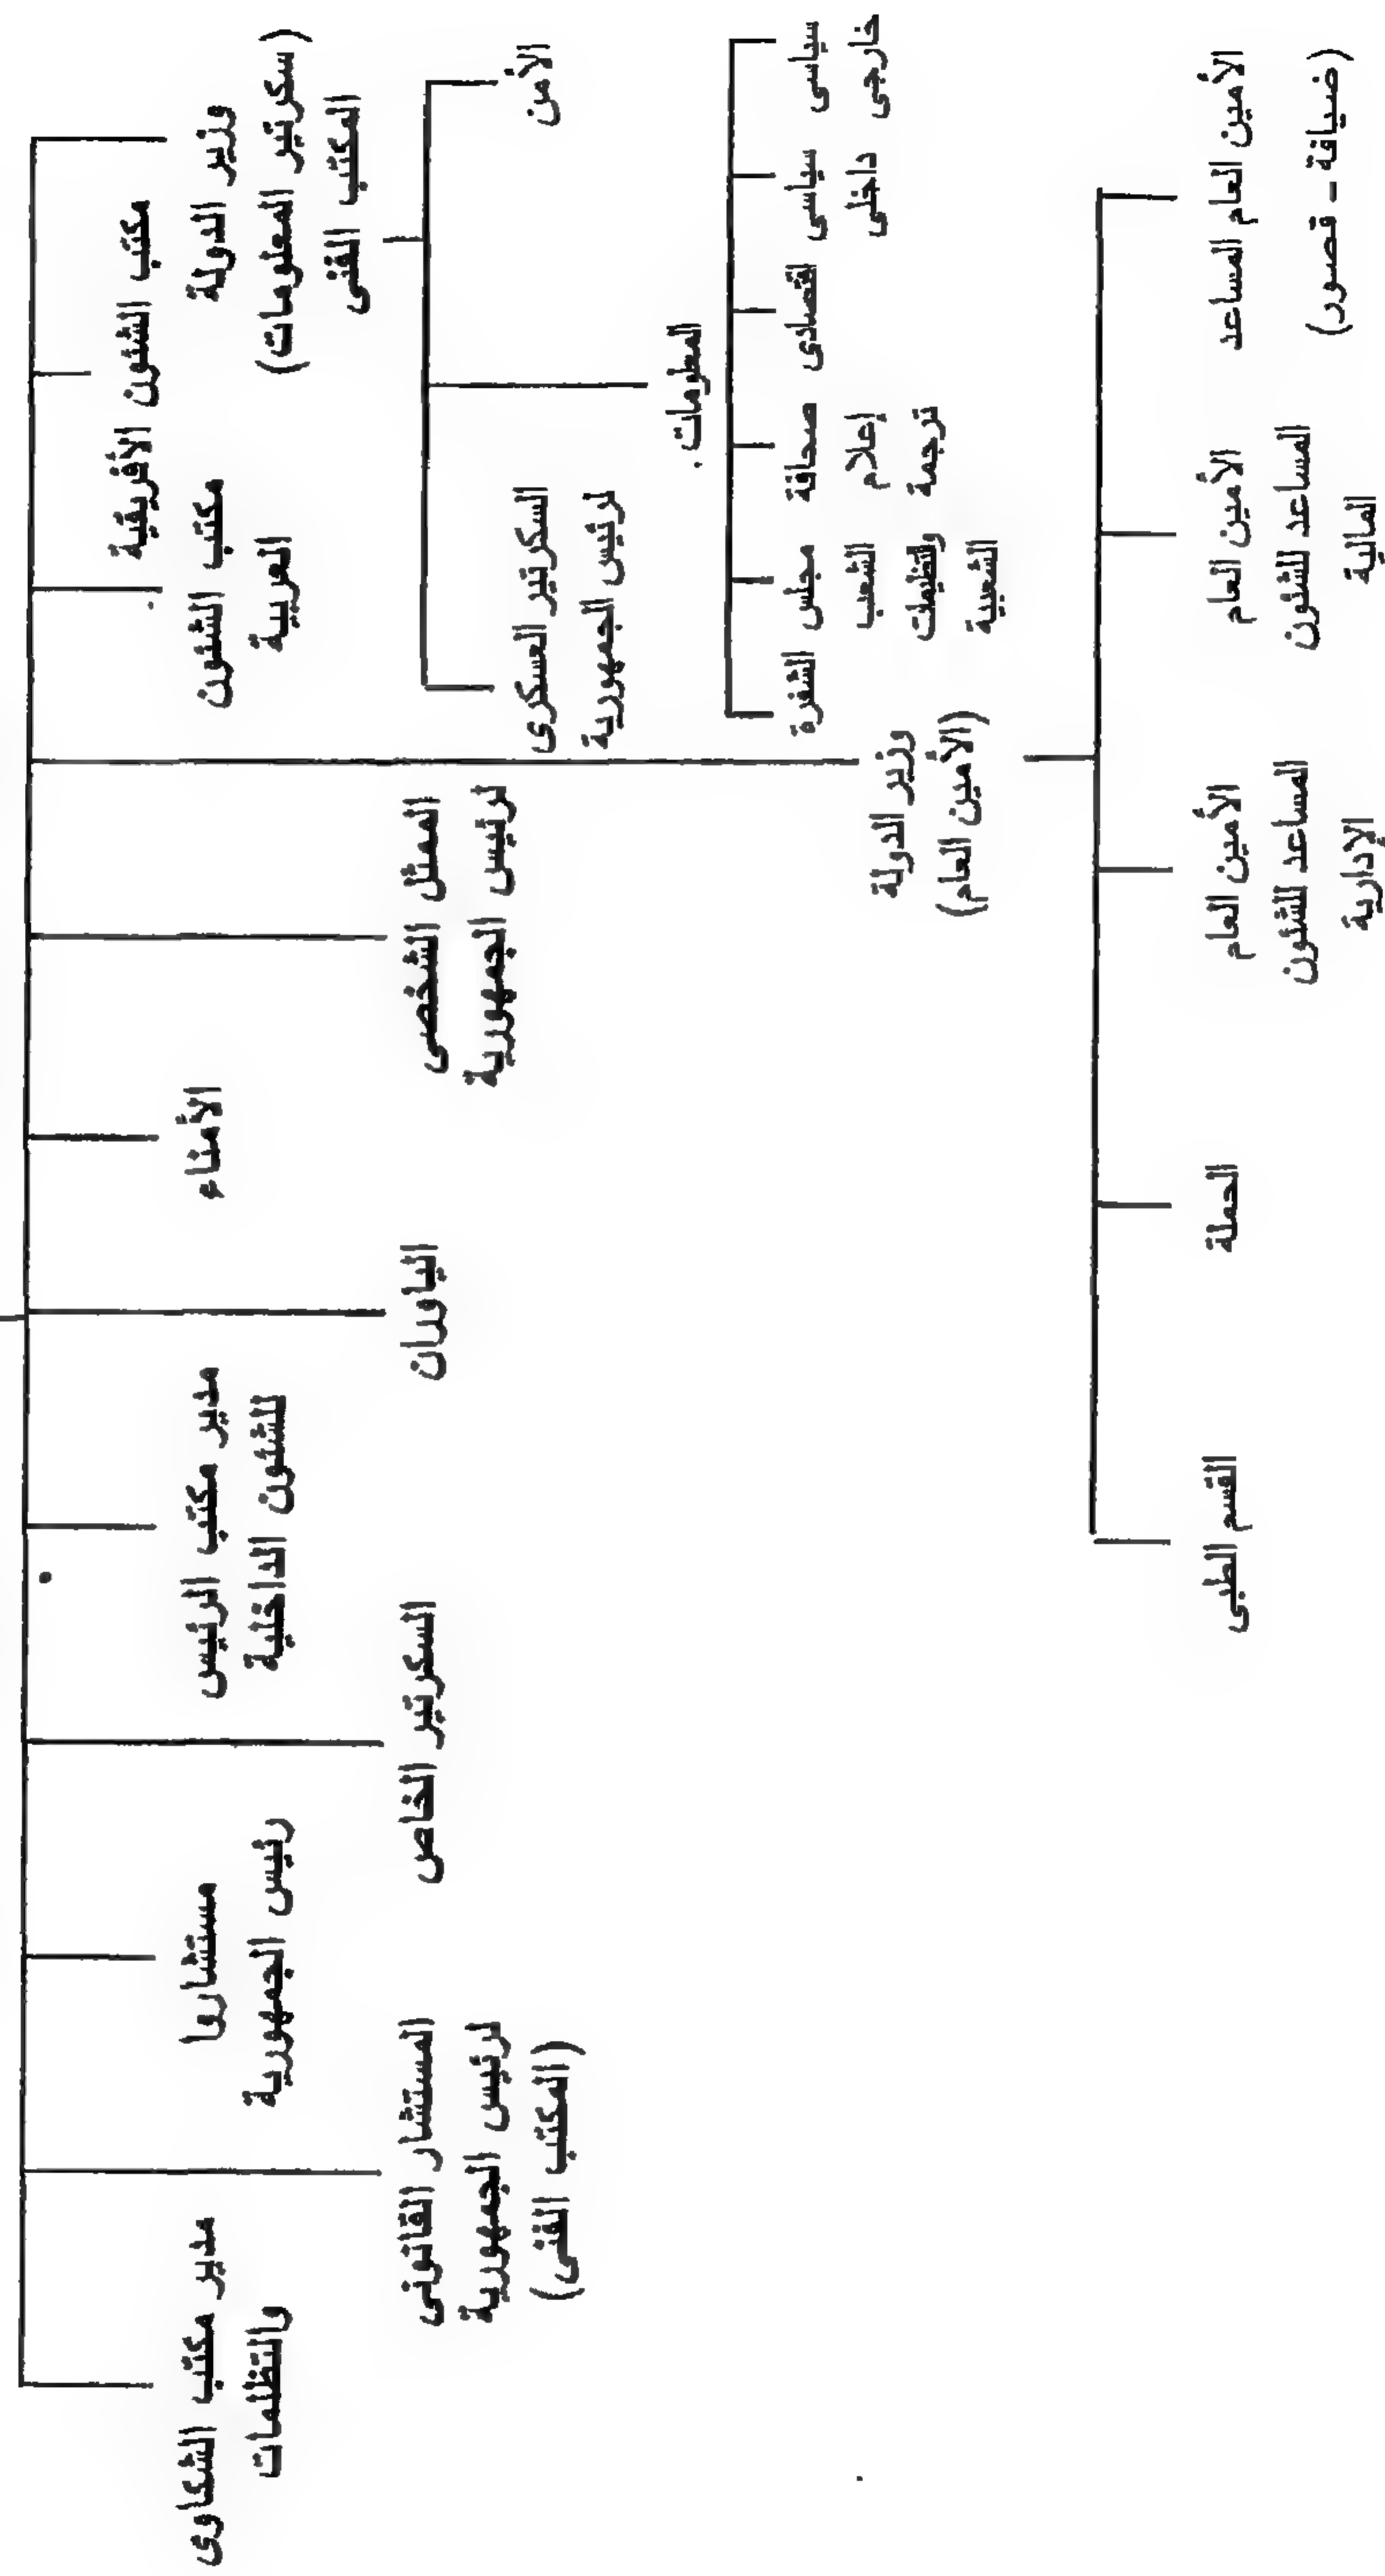 وزير الدولة
(سكرتير المعلومات)
المكتب الفنى
مكتب الشئون الأفريقية
مكتب الشئون
العربية
الأمن
المعلومات
السكرتير العسكرى
لرئيس الجمهورية
سياسى
خارجى
سياسى
داخلى
اقتصادى
صحافة
إعلام
ترجمة
مجلس
الشعب
والتنظيمات
الشعبية
الشفرة
وزير الدولة
(الأمين العام)
الأمين العام المساعد
(ضيافة - قصور)
الأمين العام
المساعد للشئون
المالية
الأمين العام
المساعد للشئون
الإدارية
الحملة
القسم الطبى
الممثل الشخصى
لرئيس الجمهورية
الأمناء
الياوران
مدير مكتب الرئيس
للشئون الداخلية
السكرتير الخاص
مستشاروا
رئيس الجمهورية
المستشار القانونى
لرئيس الجمهورية
(المكتب الفنى)
مدير مكتب الشكاوى
والتظلمات